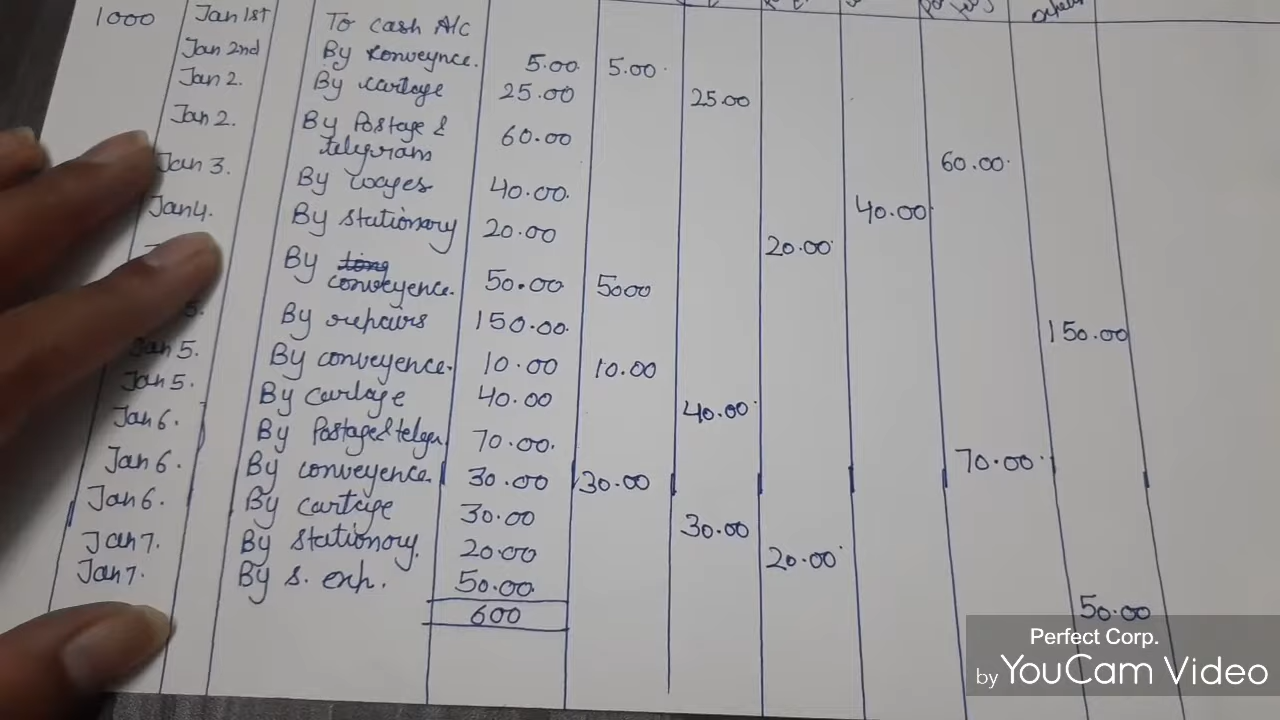 1000 Jan 1st To cash A/c
Jan 2nd By conveynce. 5.00 5.00
Jan 2. By cartage 25.00 25.00
Jan 2. By Postage &
telegram 60.00 60.00
Jan 3. By wages 40.00 40.00
Jan 4. By stationary 20.00 20.00
By conveyence. 50.00 5000
5. By repairs 150.00 150.00
Jan 5. By conveyence. 10.00 10.00
Jan 5. By cartage 40.00 40.00
Jan 6. By Postage & telegr 70.00 70.00
Jan 6. By conveyence. 30.00 30.00
Jan 6. By cartage 30.00 30.00
Jan 7. By stationory. 20.00 20.00
Jan 7. By s. exp. 50.00 50.00
600
Perfect Corp.
by YouCam Video